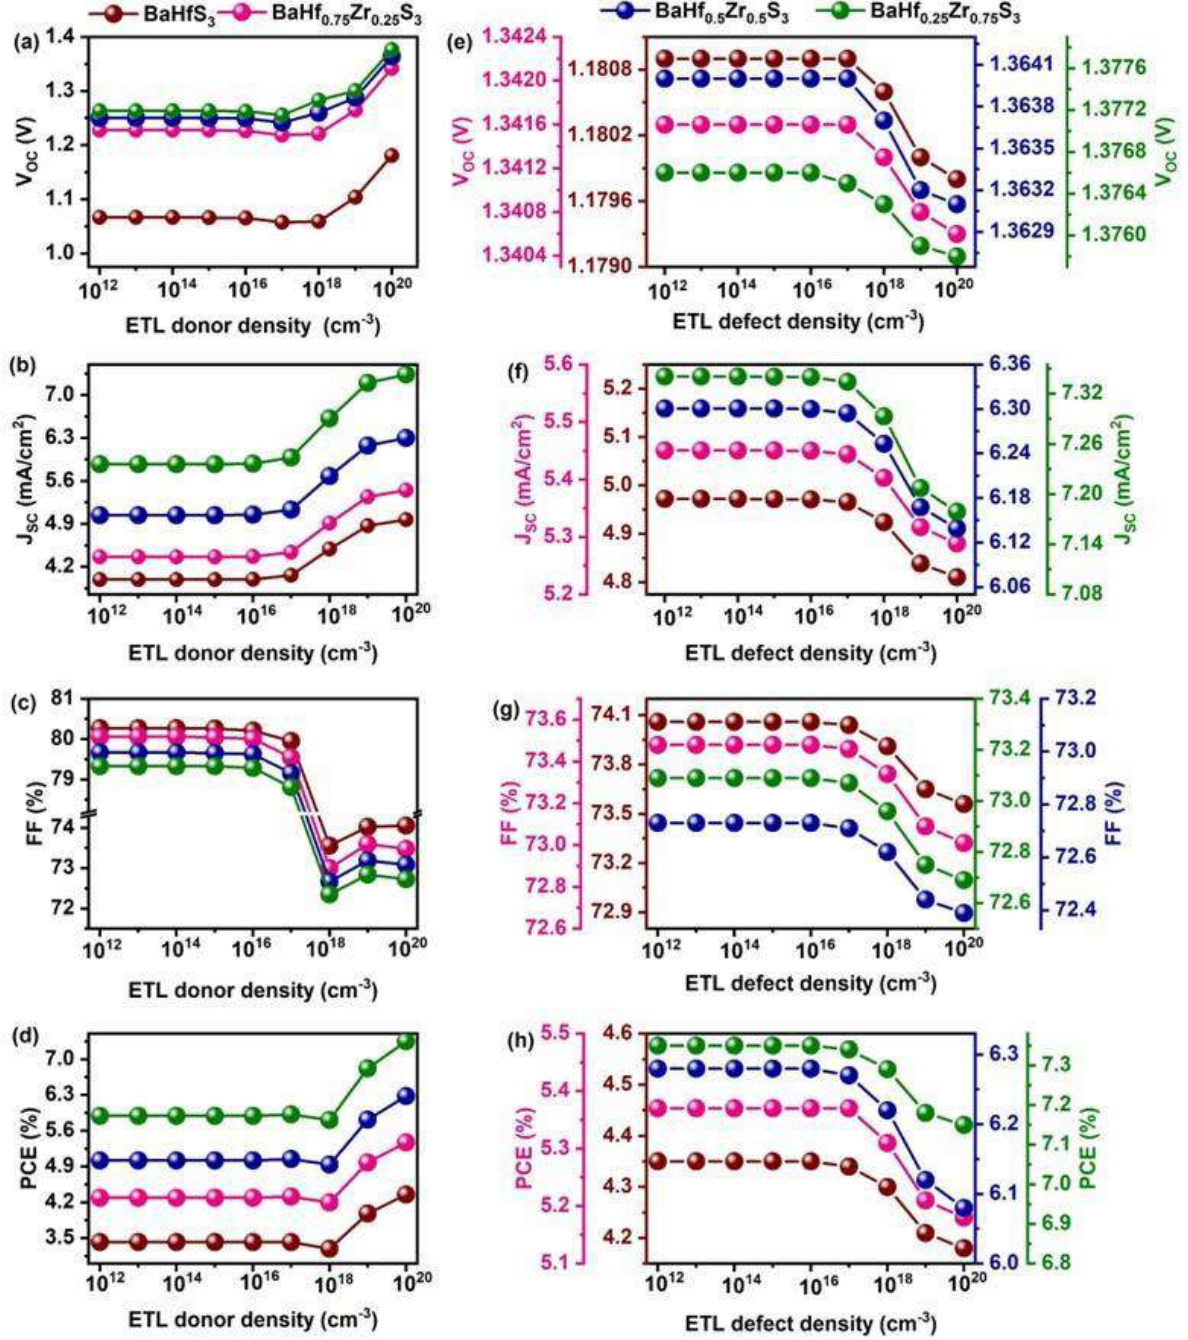 BaHfS3 BaHf0.75Zr0.25S3 BaHf0.5Zr0.5S3 BaHf0.25Zr0.75S3
(a)
1.4
1.3
1.2
1.1
1.0
VOC (V)
10^12 10^14 10^16 10^18 10^20
ETL donor density (cm-3)
(e)
VOC (V)
1.3424
1.3420
1.3416
1.3412
1.3408
1.3404
1.1808
1.1802
1.1796
1.1790
1.3641
1.3638
1.3635
1.3632
1.3629
1.3776
1.3772
1.3768
1.3764
1.3760
VOC (V)
10^12 10^14 10^16 10^18 10^20
ETL defect density (cm-3)
(b)
7.0
6.3
5.6
4.9
4.2
JSC (mA/cm2)
10^12 10^14 10^16 10^18 10^20
ETL donor density (cm-3)
(f)
JSC (mA/cm2)
5.6
5.5
5.4
5.3
5.2
5.2
5.1
5.0
4.9
4.8
6.36
6.30
6.24
6.18
6.12
6.06
7.32
7.26
7.20
7.14
7.08
JSC (mA/cm2)
10^12 10^14 10^16 10^18 10^20
ETL defect density (cm-3)
(c)
81
80
79
74
73
72
FF (%)
10^12 10^14 10^16 10^18 10^20
ETL donor density (cm-3)
(g)
FF (%)
73.6
73.4
73.2
73.0
72.8
72.6
74.1
73.8
73.5
73.2
72.9
73.4
73.2
73.0
72.8
72.6
73.2
73.0
72.8
72.6
72.4
FF (%)
10^12 10^14 10^16 10^18 10^20
ETL defect density (cm-3)
(d)
7.0
6.3
5.6
4.9
4.2
3.5
PCE (%)
10^12 10^14 10^16 10^18 10^20
ETL donor density (cm-3)
(h)
PCE (%)
5.5
5.4
5.3
5.2
5.1
4.6
4.5
4.4
4.3
4.2
6.3
6.2
6.1
6.0
7.3
7.2
7.1
7.0
6.9
6.8
PCE (%)
10^12 10^14 10^16 10^18 10^20
ETL defect density (cm-3)